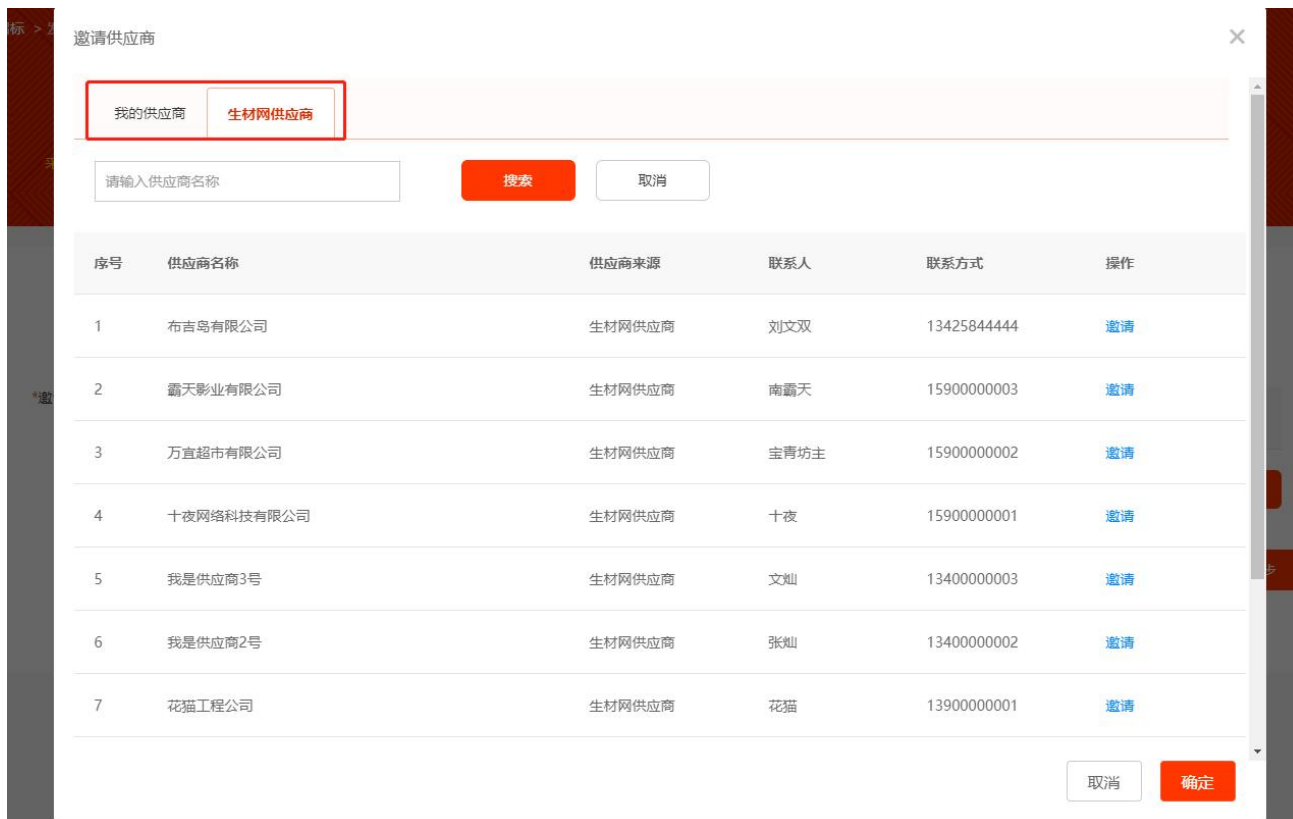 标 > 发
邀请供应商
我的供应商 生材网供应商
采
请输入供应商名称 搜索 取消
序号 供应商名称 供应商来源 联系人 联系方式 操作
1 布吉岛有限公司 生材网供应商 刘文双 13425844444 邀请
2 霸天影业有限公司 生材网供应商 南霸天 15900000003 邀请
*邀
3 万宜超市有限公司 生材网供应商 宝青坊主 15900000002 邀请
4 十夜网络科技有限公司 生材网供应商 十夜 15900000001 邀请
5 我是供应商3号 生材网供应商 文灿 13400000003 邀请
步
6 我是供应商2号 生材网供应商 张灿 13400000002 邀请
7 花猫工程公司 生材网供应商 花猫 13900000001 邀请
取消 确定